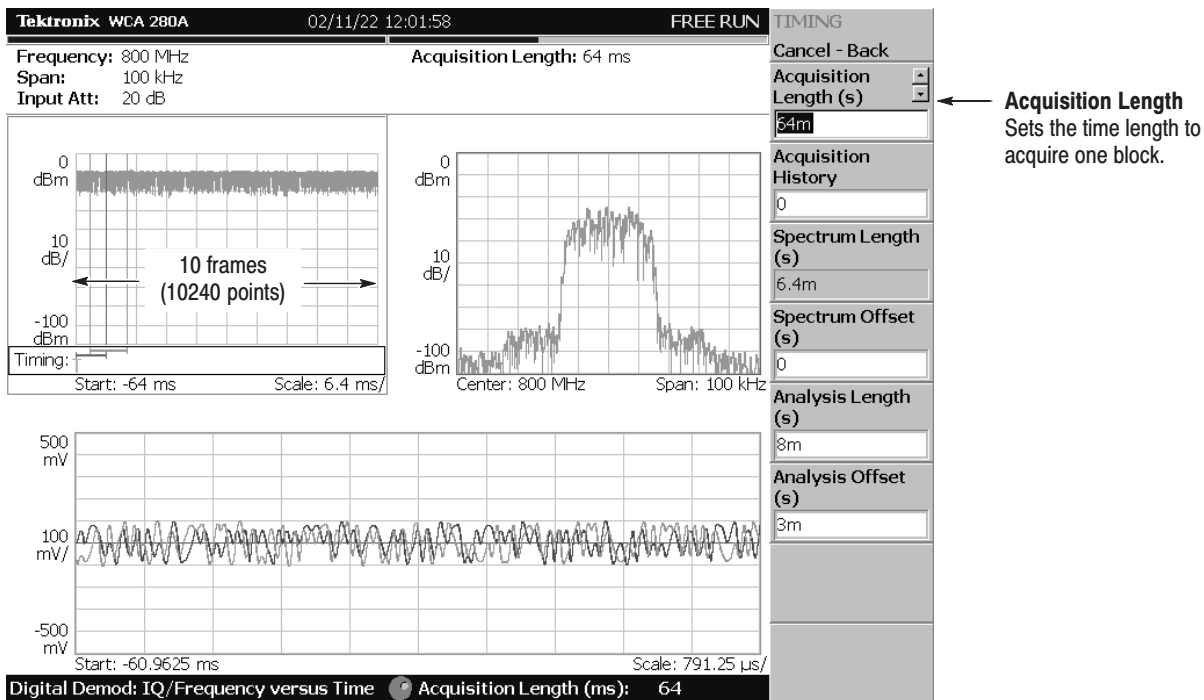 Tektronix WCA 280A 02/11/22 12:01:58 FREE RUN
Frequency: 800 MHz
Span: 100 kHz
Input Att: 20 dB
Acquisition Length: 64 ms
0
dBm
10
dB/
-100
dBm
10 frames
(10240 points)
Timing:
Start: -64 ms Scale: 6.4 ms/
0
dBm
10
dB/
-100
dBm
Center: 800 MHz Span: 100 kHz
500
mV
100
mV/
-500
mV
Start: -60.9625 ms Scale: 791.25 µs/
Digital Demod: IQ/Frequency versus Time Acquisition Length (ms): 64
TIMING
Cancel - Back
Acquisition
Length (s)
64m
Acquisition
History
0
Spectrum Length
(s)
6.4m
Spectrum Offset
(s)
0
Analysis Length
(s)
8m
Analysis Offset
(s)
3m
Acquisition Length
Sets the time length to
acquire one block.